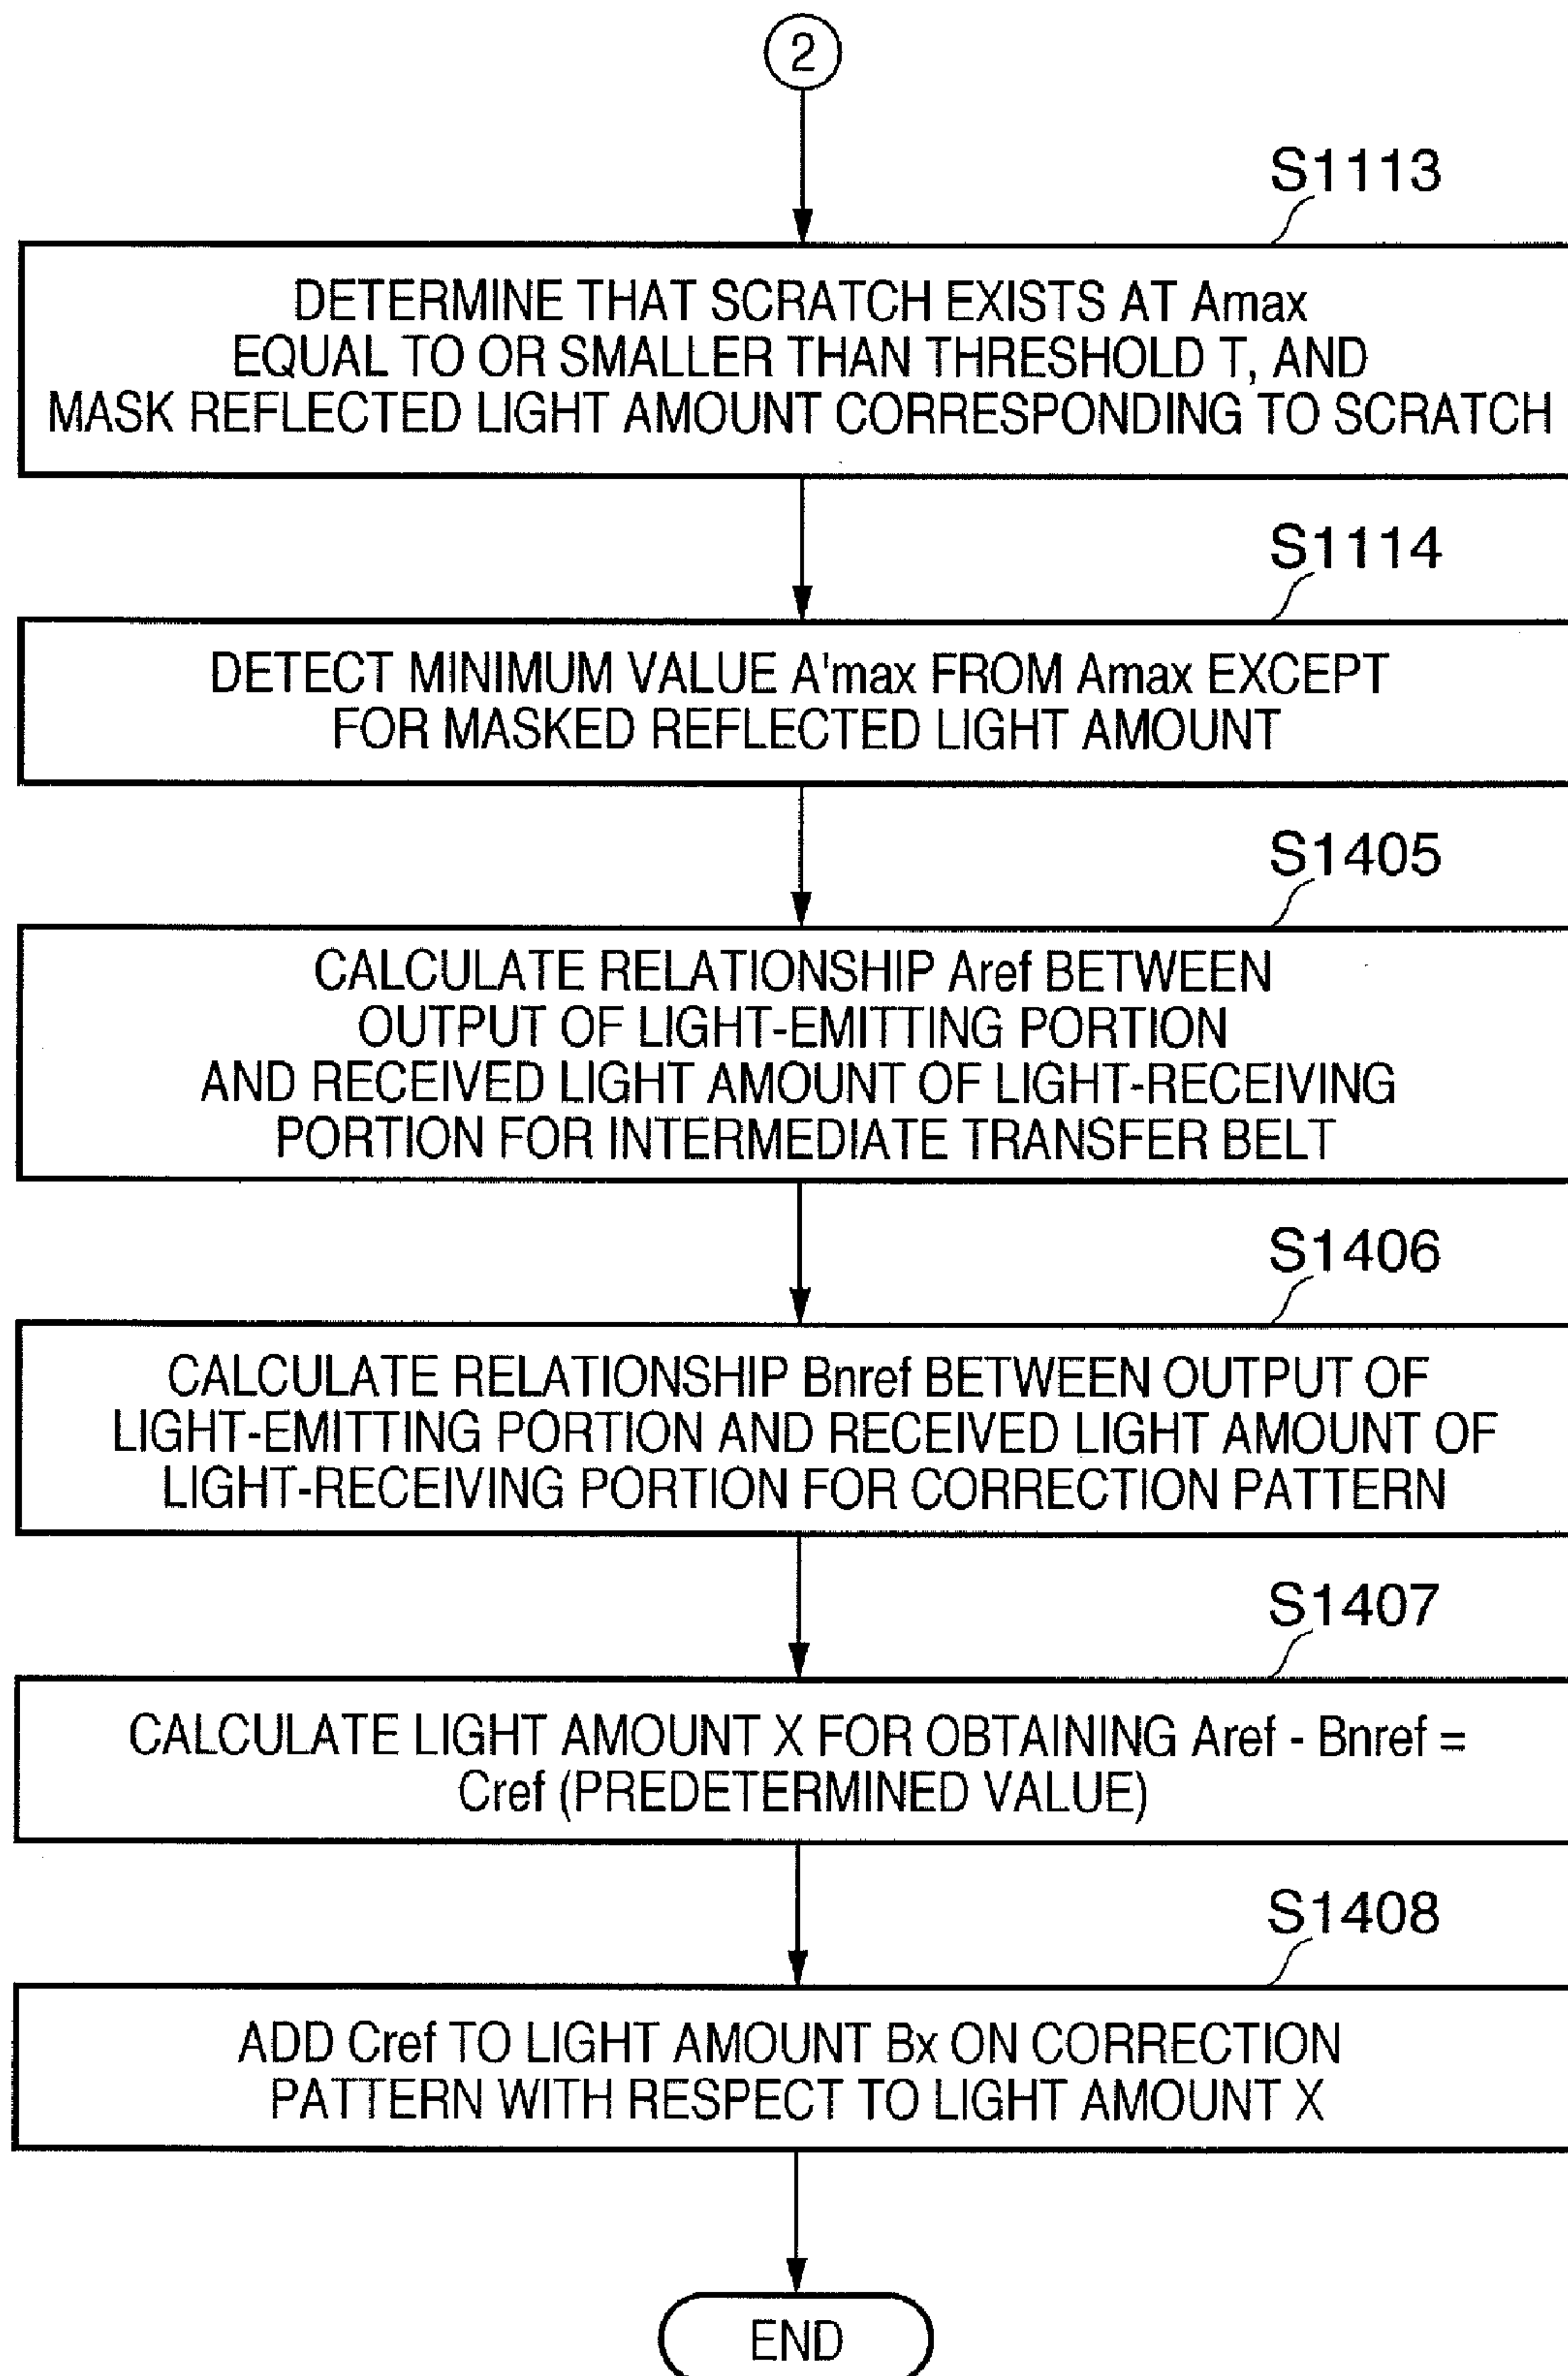 2
S1113
DETERMINE THAT SCRATCH EXISTS AT Amax
EQUAL TO OR SMALLER THAN THRESHOLD T, AND
MASK REFLECTED LIGHT AMOUNT CORRESPONDING TO SCRATCH
S1114
DETECT MINIMUM VALUE A'max FROM Amax EXCEPT
FOR MASKED REFLECTED LIGHT AMOUNT
S1405
CALCULATE RELATIONSHIP Aref BETWEEN
OUTPUT OF LIGHT-EMITTING PORTION
AND RECEIVED LIGHT AMOUNT OF LIGHT-RECEIVING
PORTION FOR INTERMEDIATE TRANSFER BELT
S1406
CALCULATE RELATIONSHIP Bnref BETWEEN OUTPUT OF
LIGHT-EMITTING PORTION AND RECEIVED LIGHT AMOUNT OF
LIGHT-RECEIVING PORTION FOR CORRECTION PATTERN
S1407
CALCULATE LIGHT AMOUNT X FOR OBTAINING Aref - Bnref =
Cref (PREDETERMINED VALUE)
S1408
ADD Cref TO LIGHT AMOUNT Bx ON CORRECTION
PATTERN WITH RESPECT TO LIGHT AMOUNT X
END